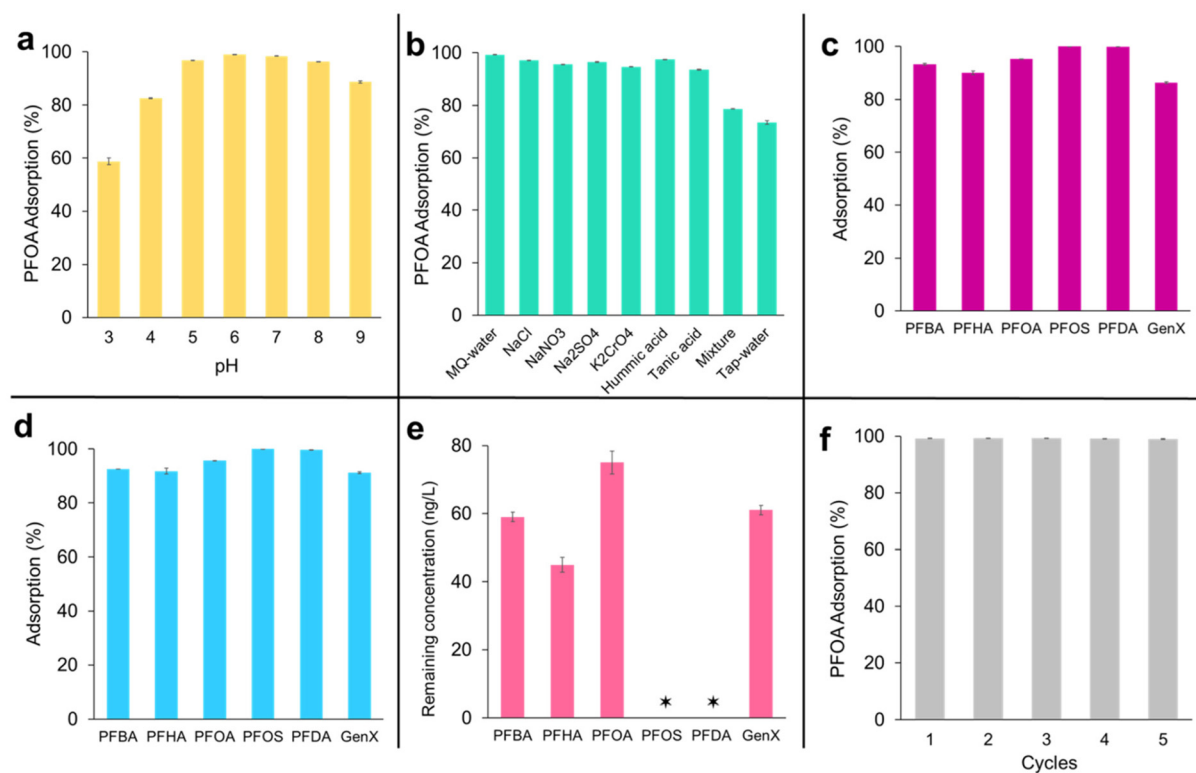 a
PFOA Adsorption (%)
100
80
60
40
20
0
3 4 5 6 7 8 9
pH
b
PFOA Adsorption (%)
100
80
60
40
20
0
MQ-water
NaCl
NaNO3
Na2SO4
K2CrO4
Hummic acid
Tanic acid
Mixture
Tap-water
c
Adsorption (%)
100
80
60
40
20
0
PFBA PFHA PFOA PFOS PFDA GenX
d
Adsorption (%)
100
80
60
40
20
0
PFBA PFHA PFOA PFOS PFDA GenX
e
Remaining concentration (ng/L)
80
60
40
20
0
PFBA PFHA PFOA PFOS PFDA GenX
f
PFOA Adsorption (%)
100
80
60
40
20
0
1 2 3 4 5
Cycles